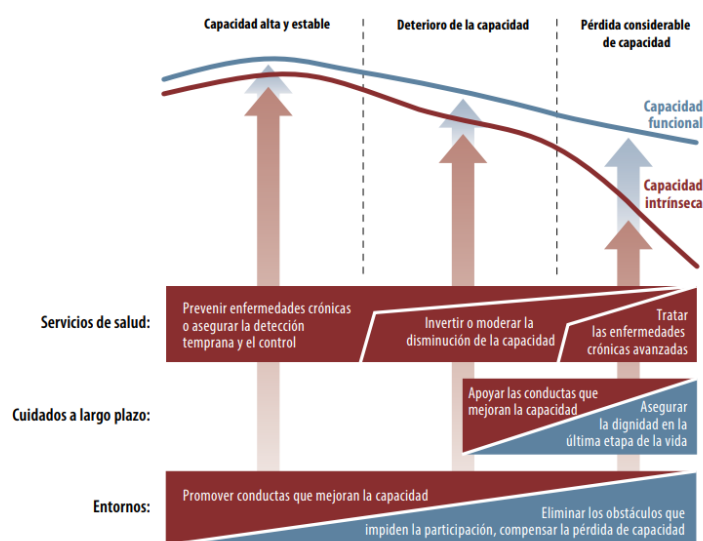 Capacidad alta y estable
Deterioro de la capacidad
Pérdida considerable
de capacidad
Capacidad
funcional
Capacidad
intrínseca
Servicios de salud:
Prevenir enfermedades crónicas
o asegurar la detección
temprana y el control
Invertir o moderar la
disminución de la capacidad
Tratar
las enfermedades
crónicas avanzadas
Cuidados a largo plazo:
Apoyar las conductas que
mejoran la capacidad
Asegurar
la dignidad en la
última etapa de la vida
Entornos:
Promover conductas que mejoran la capacidad
Eliminar los obstáculos que
impiden la participación, compensar la pérdida de capacidad